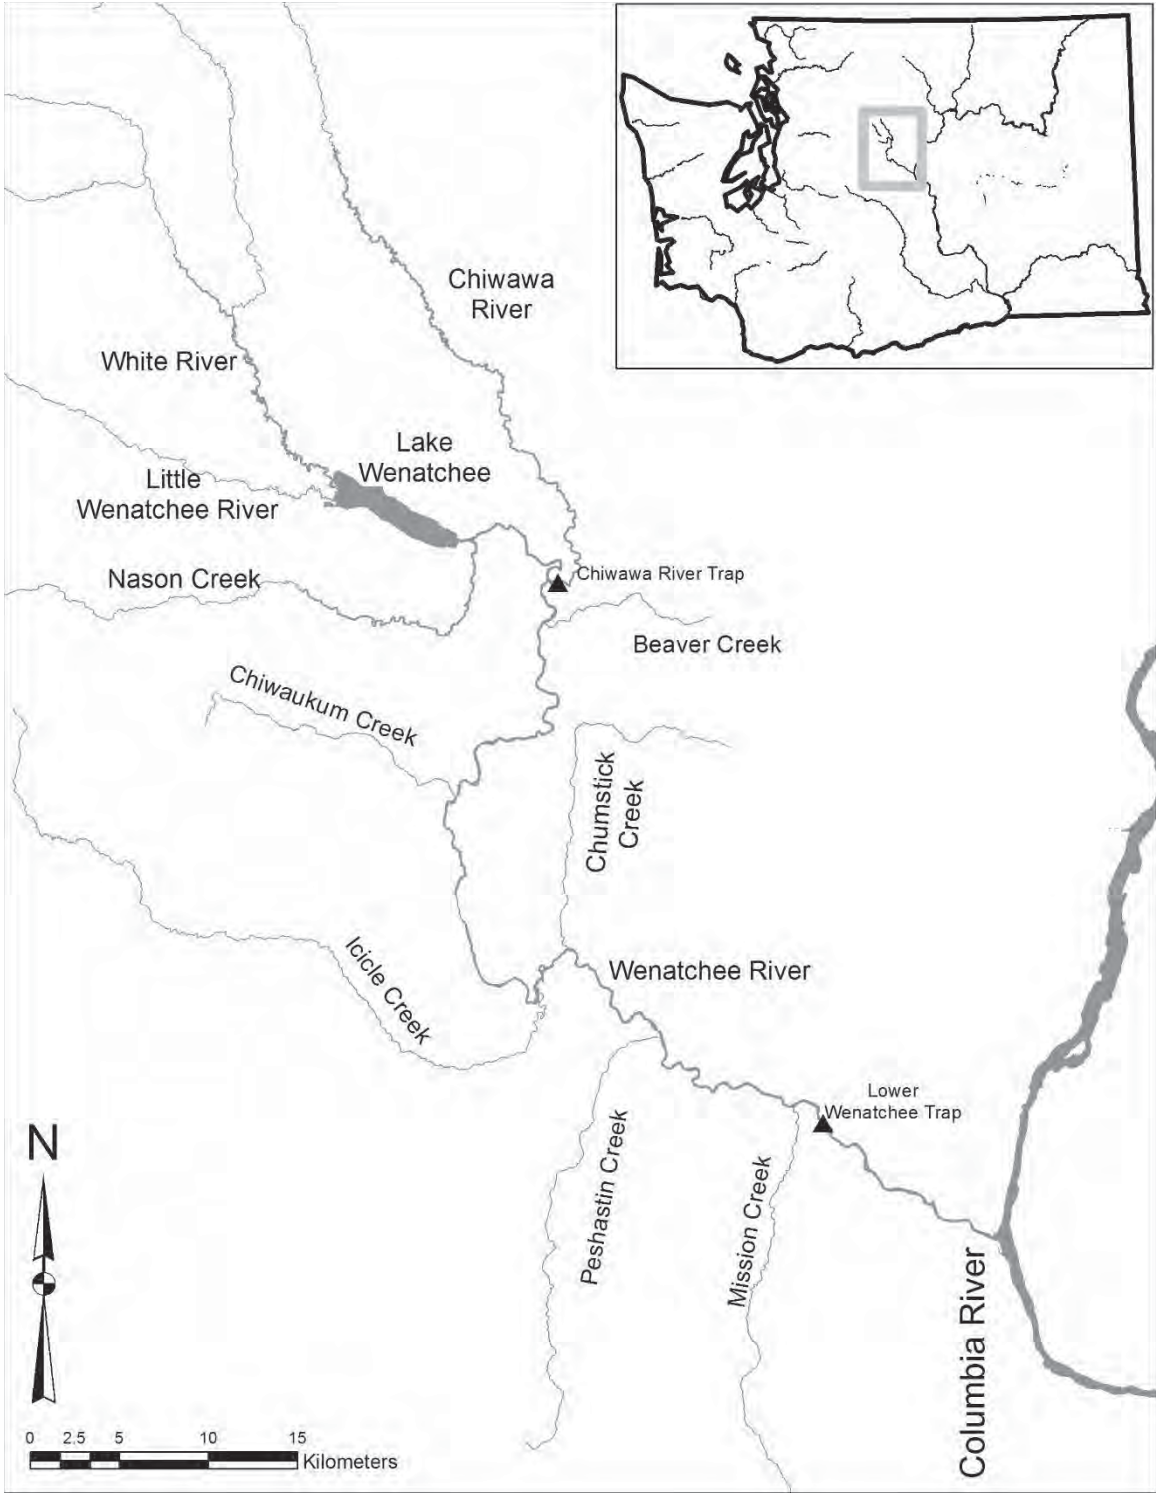 Chiwawa
River
White River
Lake
Wenatchee
Little
Wenatchee River
Nason Creek
Chiwawa River Trap
Beaver Creek
Chiwaukum Creek
Chumstick
Creek
Icicle Creek
Wenatchee River
Lower
Wenatchee Trap
Peshastin Creek
Mission Creek
Columbia River
N
0 2.5 5 10 15
Kilometers